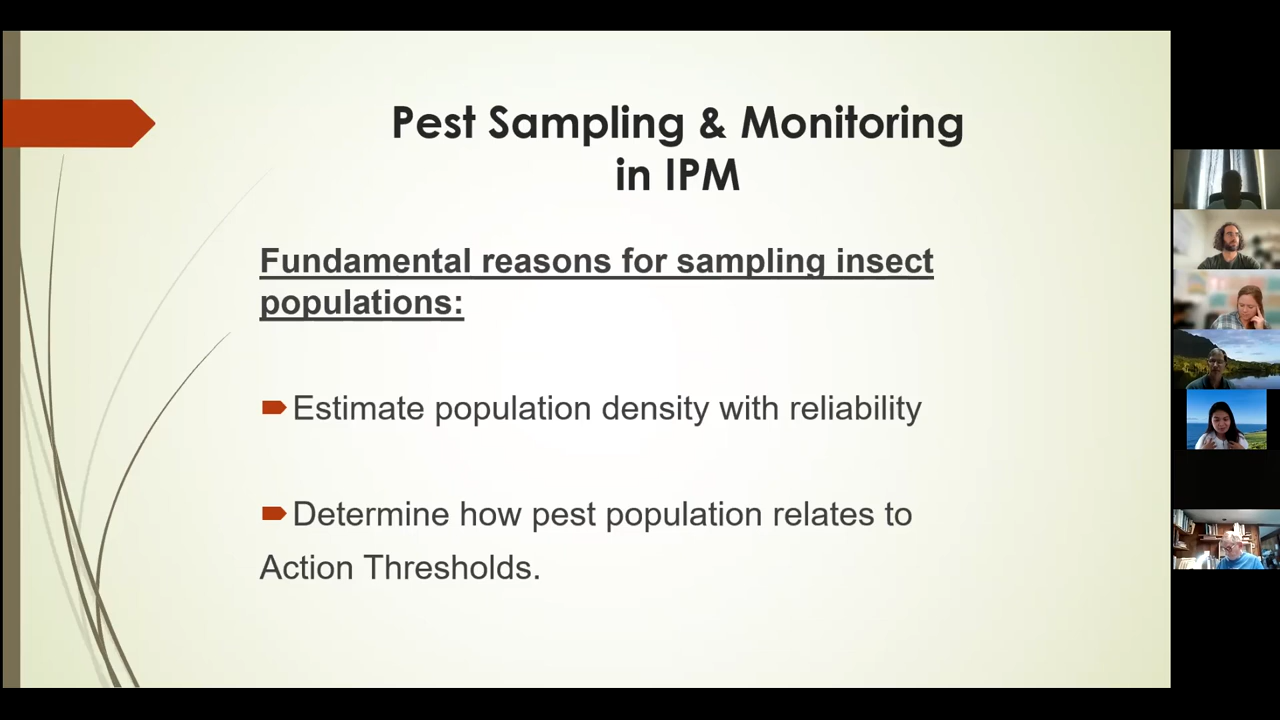 Pest Sampling & Monitoring
in IPM
Fundamental reasons for sampling insect
populations:
Estimate population density with reliability
Determine how pest population relates to
Action Thresholds.